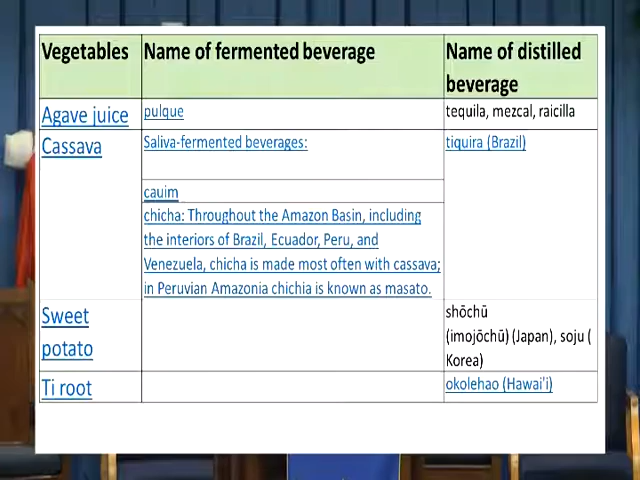 Vegetables Name of fermented beverage Name of distilled
beverage
Agave juice pulque tequila, mezcal, raicilla
Cassava Saliva-fermented beverages: tiquira (Brazil)
cauim
chicha: Throughout the Amazon Basin, including
the interiors of Brazil, Ecuador, Peru, and
Venezuela, chicha is made most often with cassava;
in Peruvian Amazonia chichia is known as masato.
Sweet
potato
shōchū
(imojōchū) (Japan), soju (
Korea)
Ti root okolehao (Hawai'i)